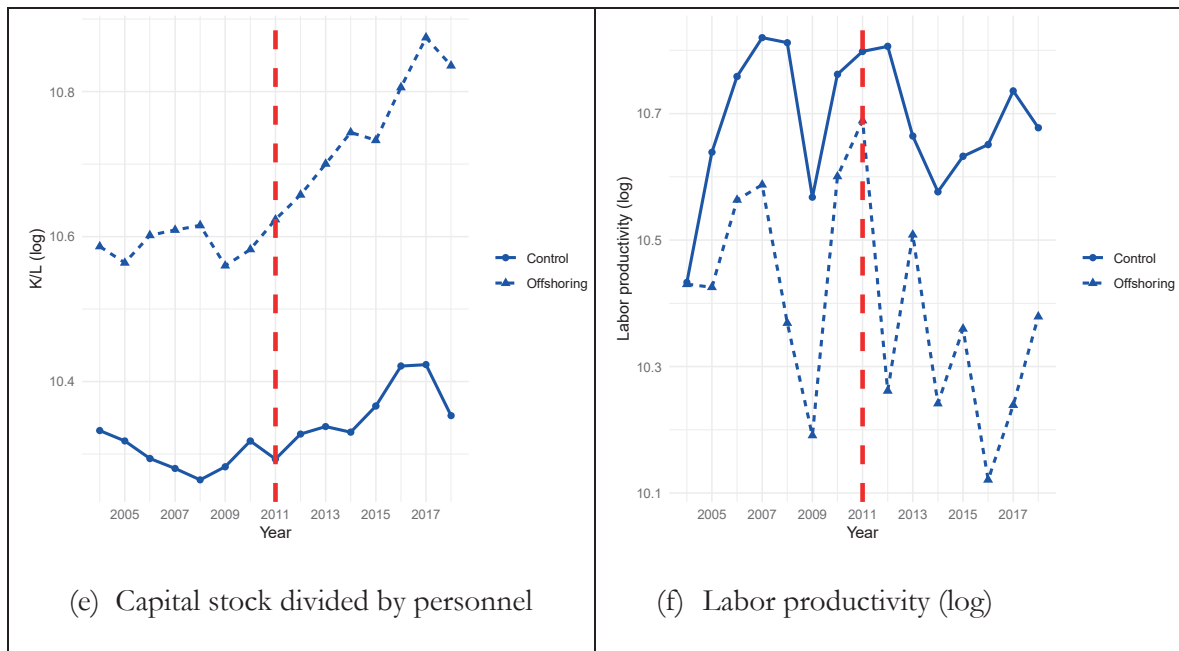 10.8
10.6
10.4
K/L (log)
2005 2007 2009 2011 2013 2015 2017
Year
Control
Offshoring
(e) Capital stock divided by personnel
10.7
10.5
10.3
10.1
Labor productivity (log)
2005 2007 2009 2011 2013 2015 2017
Year
Control
Offshoring
(f) Labor productivity (log)